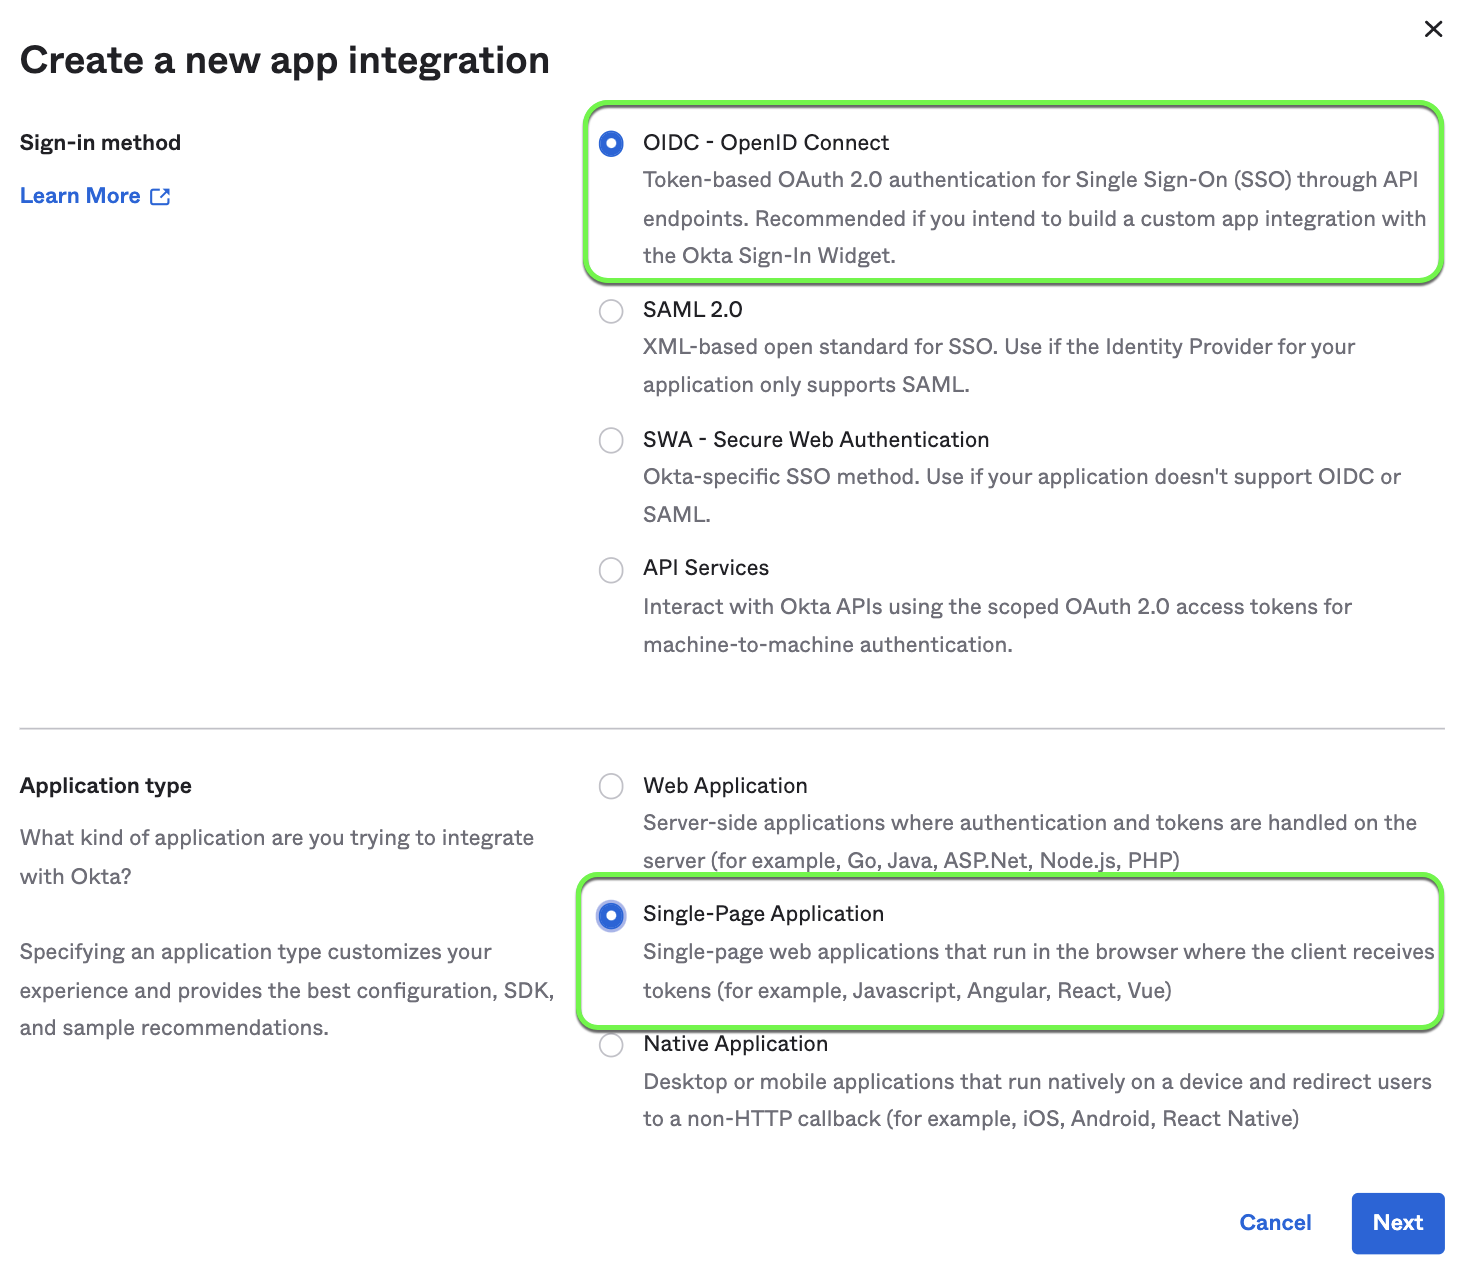 Create a new app integration
Sign-in method
Learn More
OIDC - OpenID Connect
Token-based OAuth 2.0 authentication for Single Sign-On (SSO) through API
endpoints. Recommended if you intend to build a custom app integration with
the Okta Sign-In Widget.
SAML 2.0
XML-based open standard for SSO. Use if the Identity Provider for your
application only supports SAML.
SWA - Secure Web Authentication
Okta-specific SSO method. Use if your application doesn't support OIDC or
SAML.
API Services
Interact with Okta APIs using the scoped OAuth 2.0 access tokens for
machine-to-machine authentication.
Application type
What kind of application are you trying to integrate
with Okta?
Specifying an application type customizes your
experience and provides the best configuration, SDK,
and sample recommendations.
Web Application
Server-side applications where authentication and tokens are handled on the
server (for example, Go, Java, ASP.Net, Node.js, PHP)
Single-Page Application
Single-page web applications that run in the browser where the client receives
tokens (for example, Javascript, Angular, React, Vue)
Native Application
Desktop or mobile applications that run natively on a device and redirect users
to a non-HTTP callback (for example, iOS, Android, React Native)
Cancel
Next